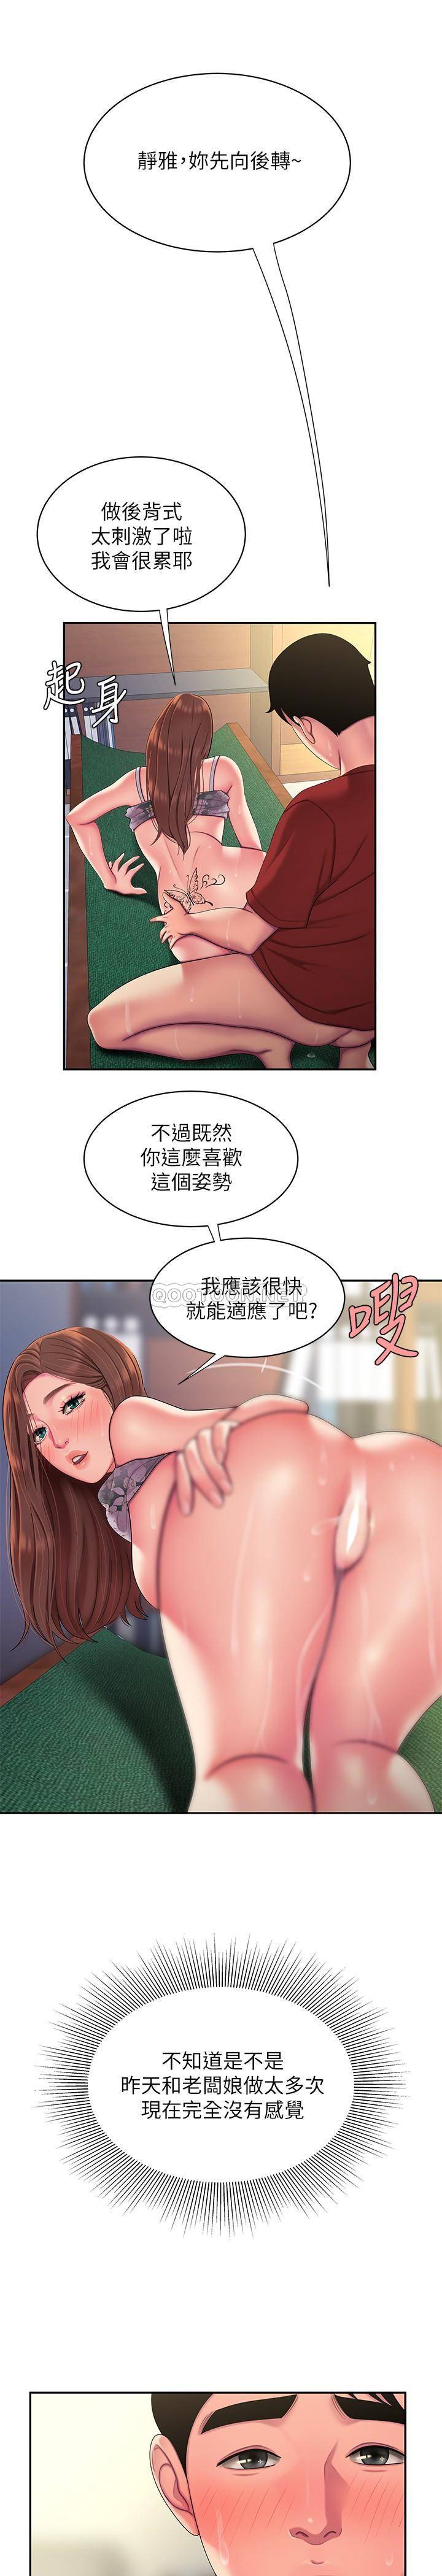 靜雅，妳先向後轉~
做後背式
太刺激了啦
我會很累耶
起身
不過既然
你這麼喜歡
這個姿勢
QOOTOON.COM
我應該很快
就能適應了吧?
嗖
不知道是不是
昨天和老闆娘做太多次
現在完全沒有感覺